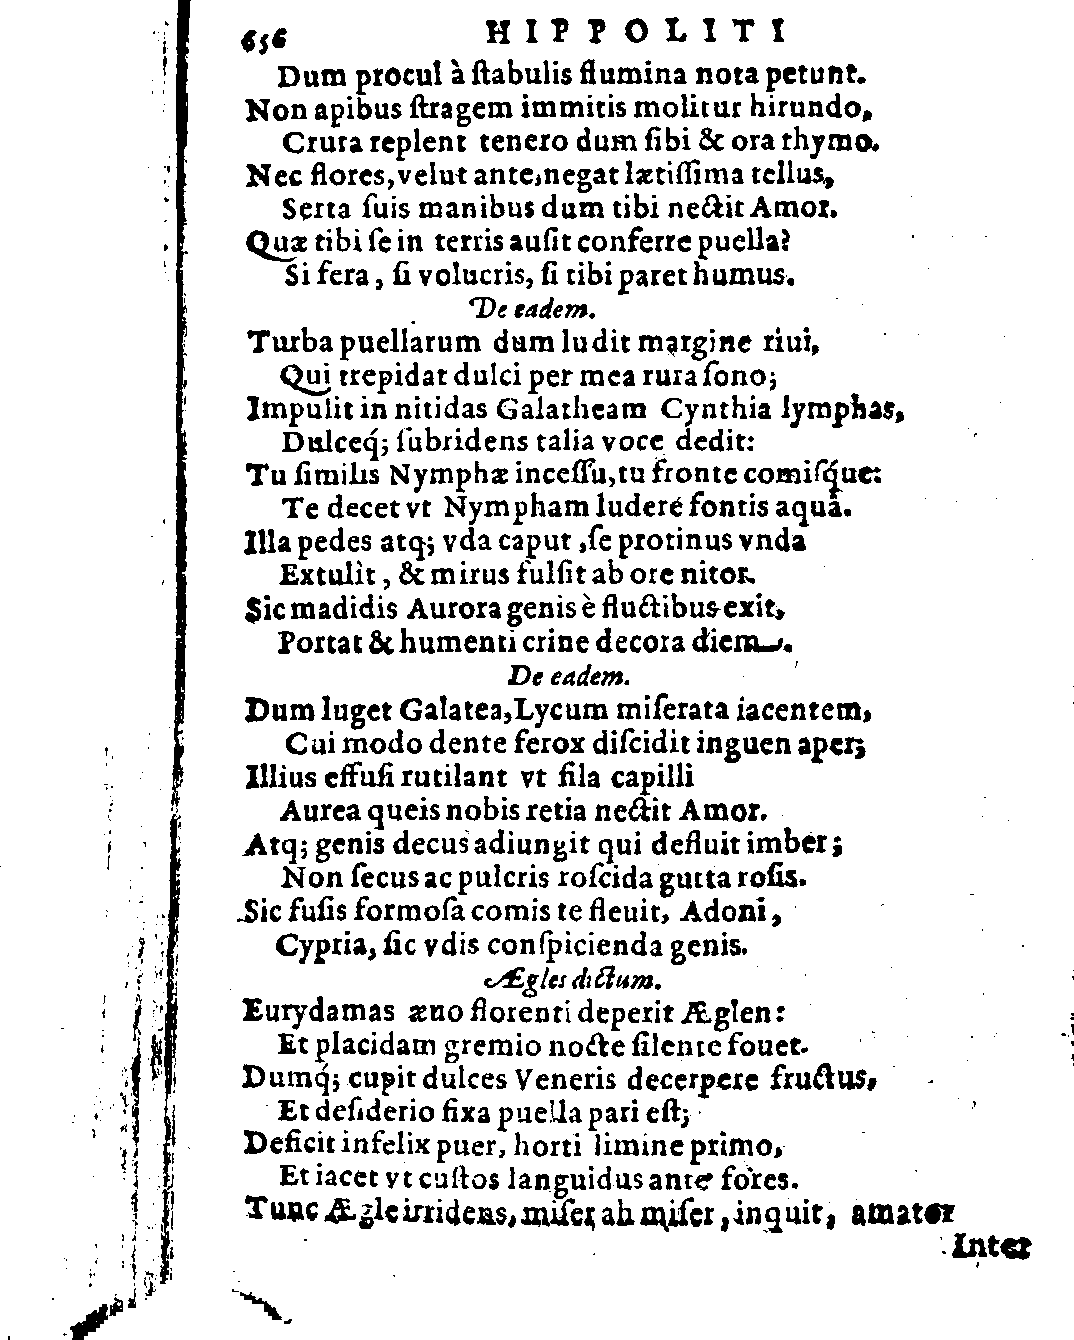 656 HIPPOLITI
Dum procul à ſtabulis flumina nota petunt.
Non apibus ſtragem immitis molitur hirundo,
Crura replent tenero dum ſibi & ora thymo.
Nec flores, velut ante, negat lætiſſima tellus,
Serta ſuis manibus dum tibi nectit Amor.
Quæ tibi ſe in terris auſit conferre puella?
Si fera, ſi volucris, ſi tibi paret humus.
De eadem.
Turba puellarum dum ludit margine riui,
Qui trepidat dulci per mea rura ſono;
Impulit in nitidas Galatheam Cynthia lymphas,
Dulceq́; ſubridens talia voce dedit:
Tu ſimilis Nymphæ inceſſu, tu fronte comiſq́ue:
Te decet vt Nympham luderé fontis aquâ.
Illa pedes atq; vda caput, ſe protinus vnda
Extulit, & mirus fulſit ab ore nitor.
Sic madidis Aurora genis è fluctibus exit,
Portat & humenti crine decora diem.
De eadem.
Dum luget Galatea, Lycum miſerata iacentem,
Cui modo dente ferox diſcidit inguen aper;
Illius effuſi rutilant vt fila capilli
Aurea queis nobis retia nectit Amor.
Atq; genis decus adiungit qui defluit imber;
Non ſecus ac pulcris roſcida gutta roſis.
Sic fuſis formoſa comis te fleuit, Adoni,
Cypria, ſic vdis conſpicienda genis.
Ægles dictum.
Eurydamas æno florenti deperit Æglen:
Et placidam gremio nocte ſilente fouet.
Dumq́; cupit dulces Veneris decerpere fructus,
Et deſiderio fixa puella pari eſt;
Deficit infelix puer, horti limine primo,
Et iacet vt cuſtos languidus ante fores.
Tunc Ægle irridens, miſer, ah miſer, inquit, amator
Inter